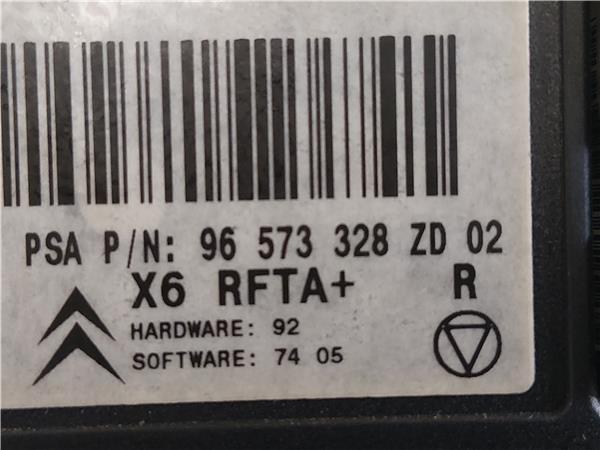 PSA P/N: 96 573 328 ZD 02
X6 RFTA+ R
HARDWARE: 92
SOFTWARE: 74 05